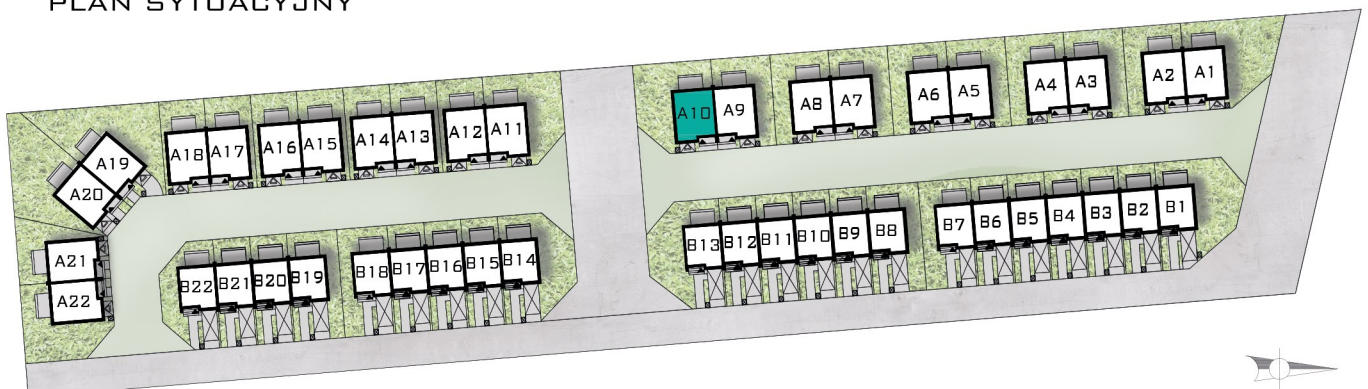 PLAN SYTUACYJNY
A10 A9 A8 A7 A6 A5 A4 A3 A2 A1
A19 A18 A17 A16 A15 A14 A13 A12 A11
A20
A21
A22
B13 B12 B11 B10 B9 B8 B7 B6 B5 B4 B3 B2 B1
B22 B21 B20 B19 B18 B17 B16 B15 B14